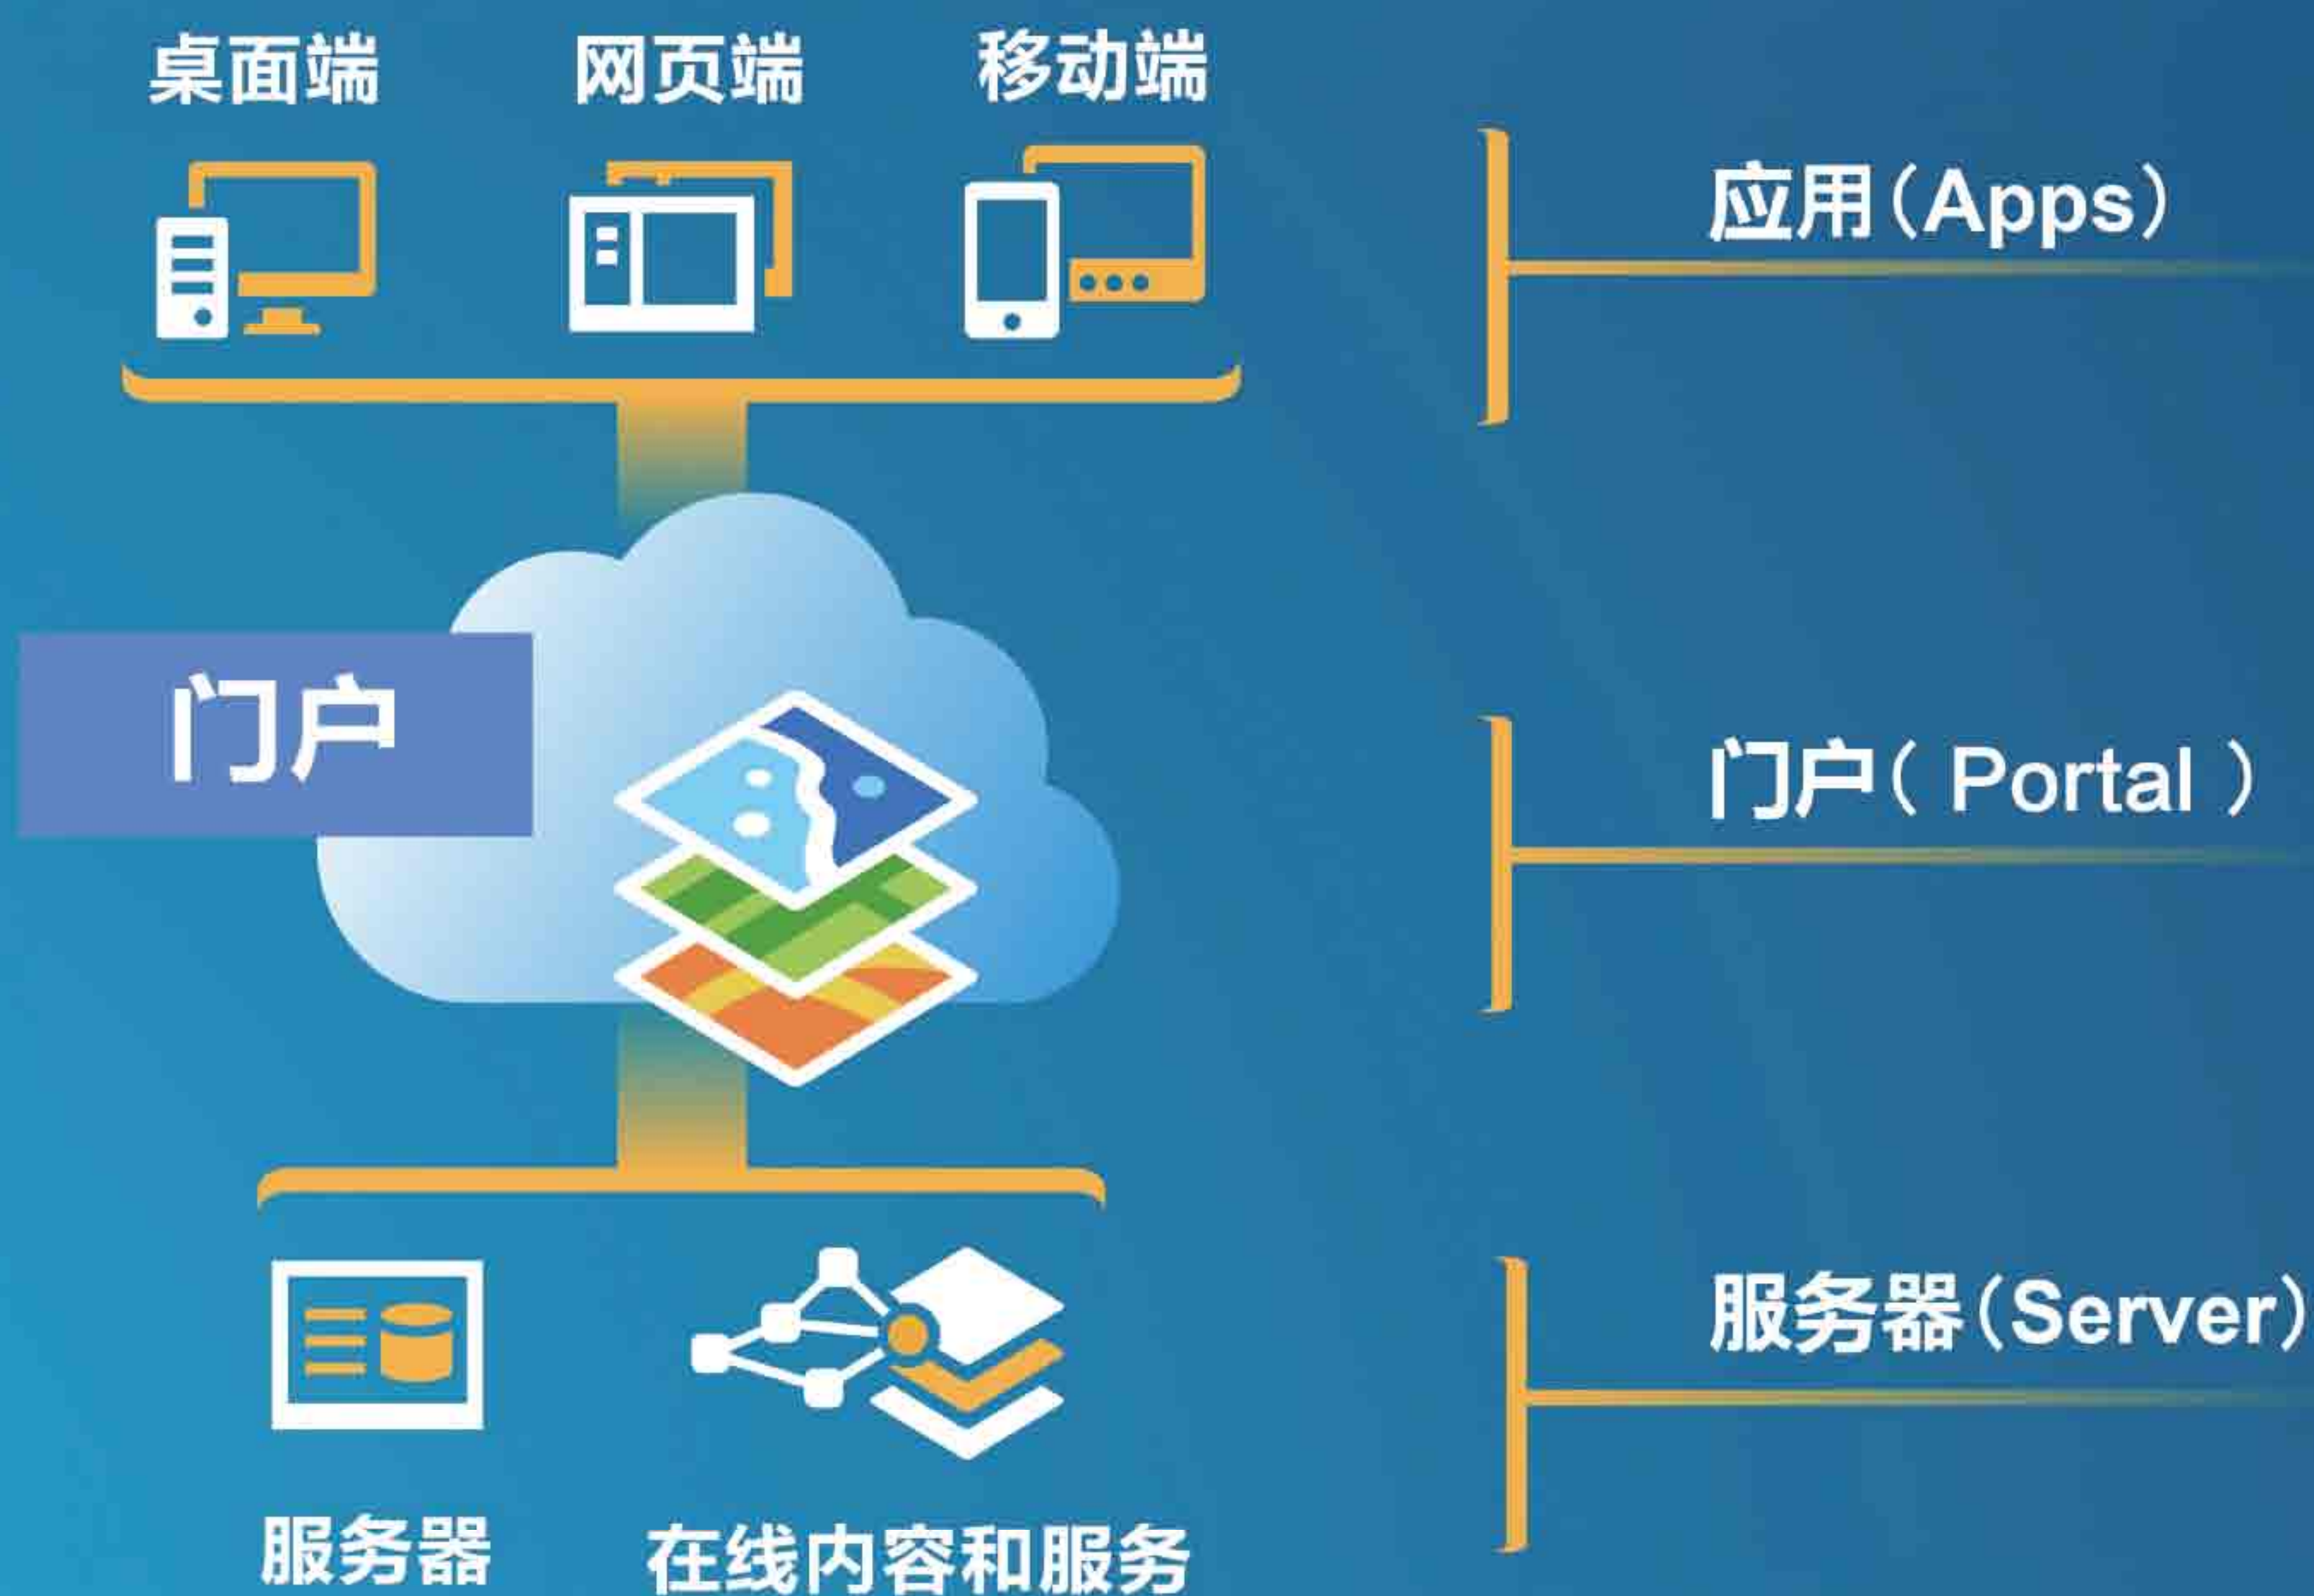 桌面端
网页端
移动端
应用(Apps)
门户
门户( Portal )
服务器(Server)
服务器
在线内容和服务